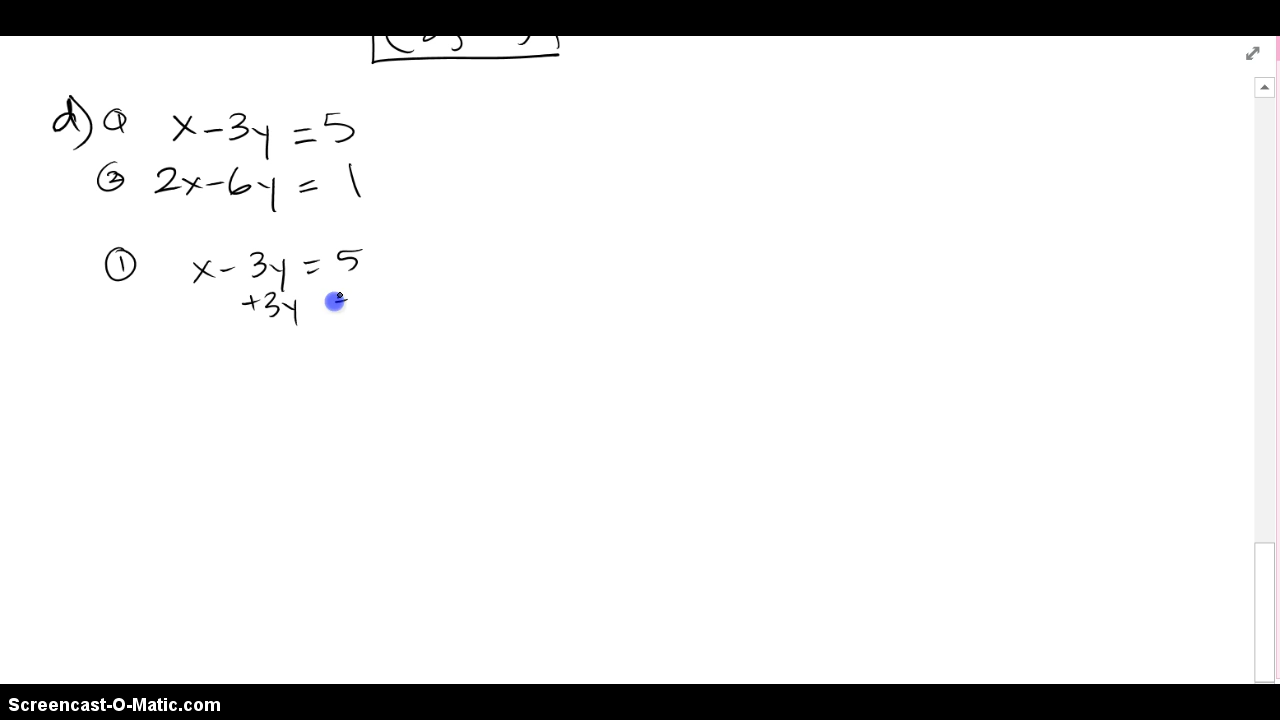 d) ① x - 3y = 5
② 2x - 6y = 1
① x - 3y = 5
+3y
Screencast-O-Matic.com